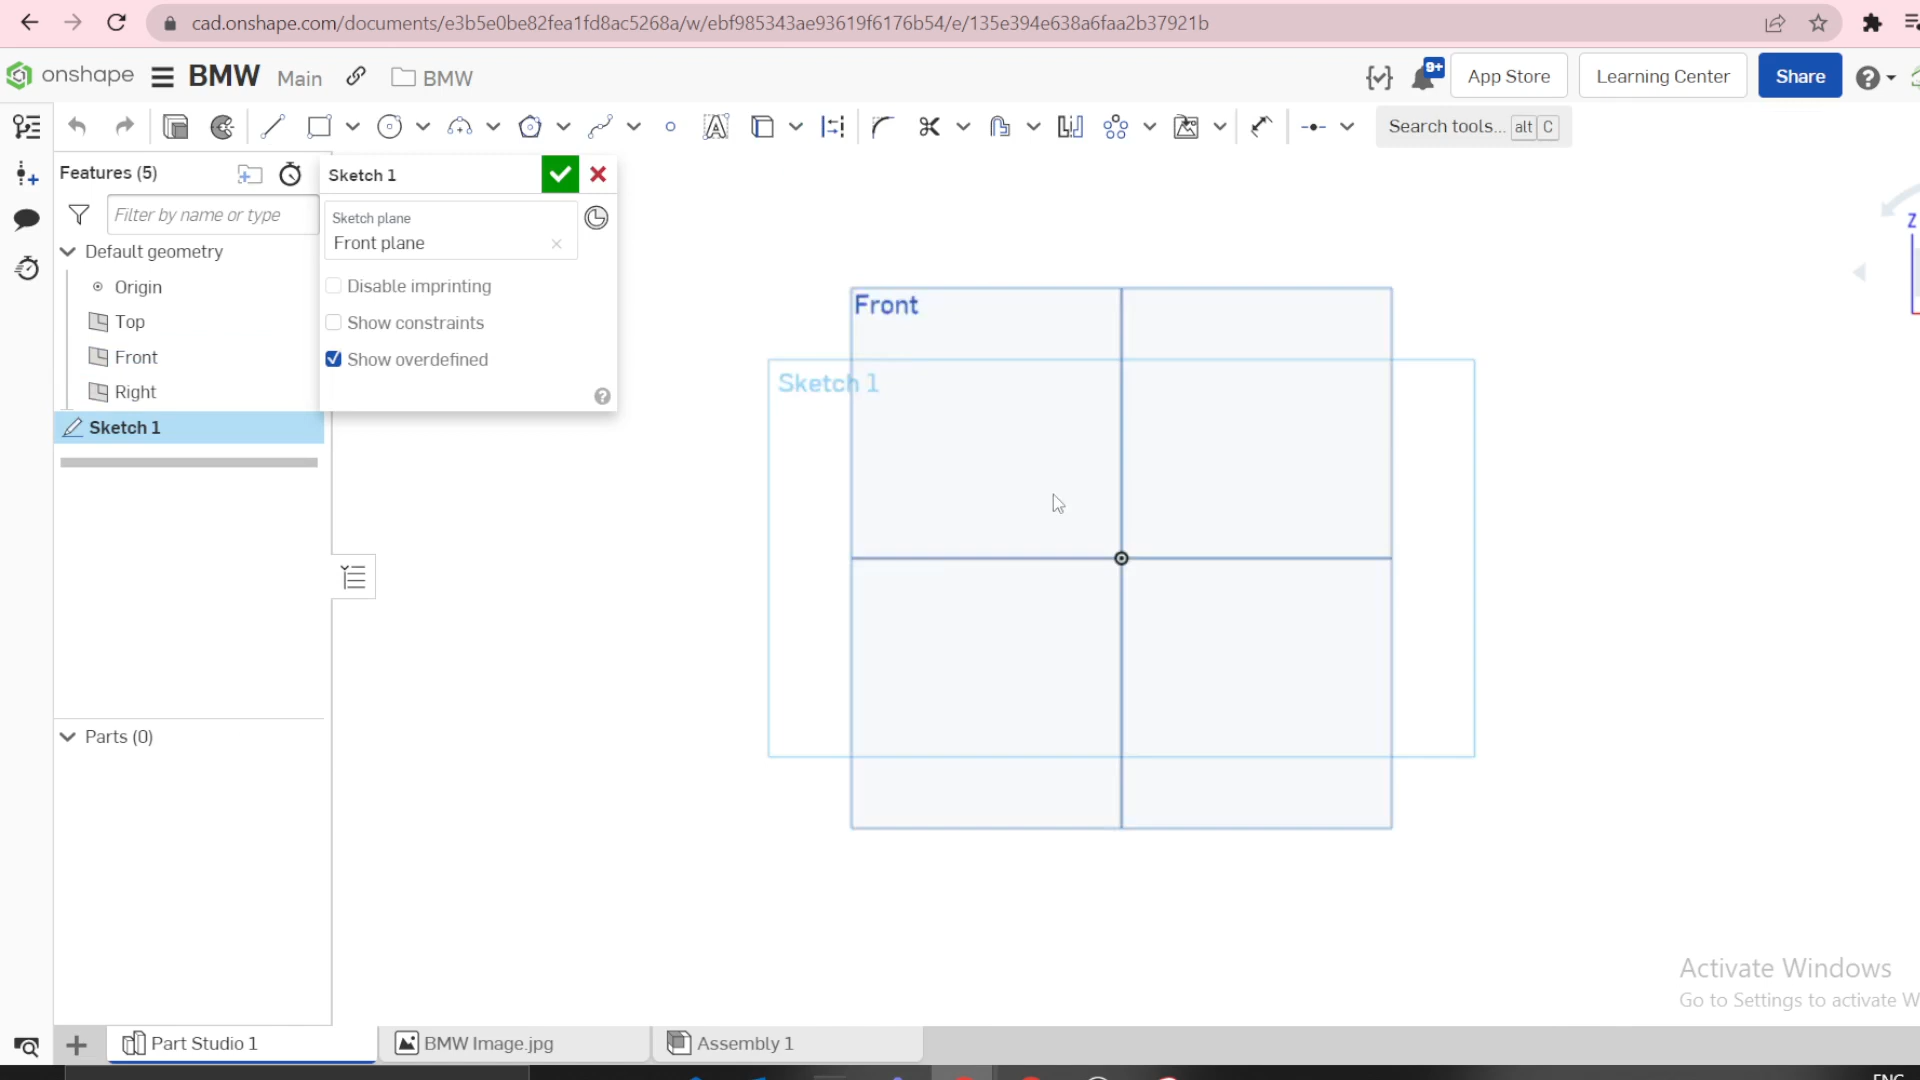 cad.onshape.com/documents/e3b5e0be82fea1fd8ac5268a/w/ebf985343ae93619f6176b54/e/135e394e638a6faa2b37921b
onshape BMW Main BMW 9+ App Store Learning Center Share
Search tools... alt C
Features (5)
Filter by name or type
Default geometry
Origin
Top
Front
Right
Sketch 1
Sketch 1
Sketch plane
Front plane
Disable imprinting
Show constraints
Show overdefined
Front
Sketch 1
Z
Parts (0)
Activate Windows
Go to Settings to activate W
Part Studio 1 BMW Image.jpg Assembly 1
ENG